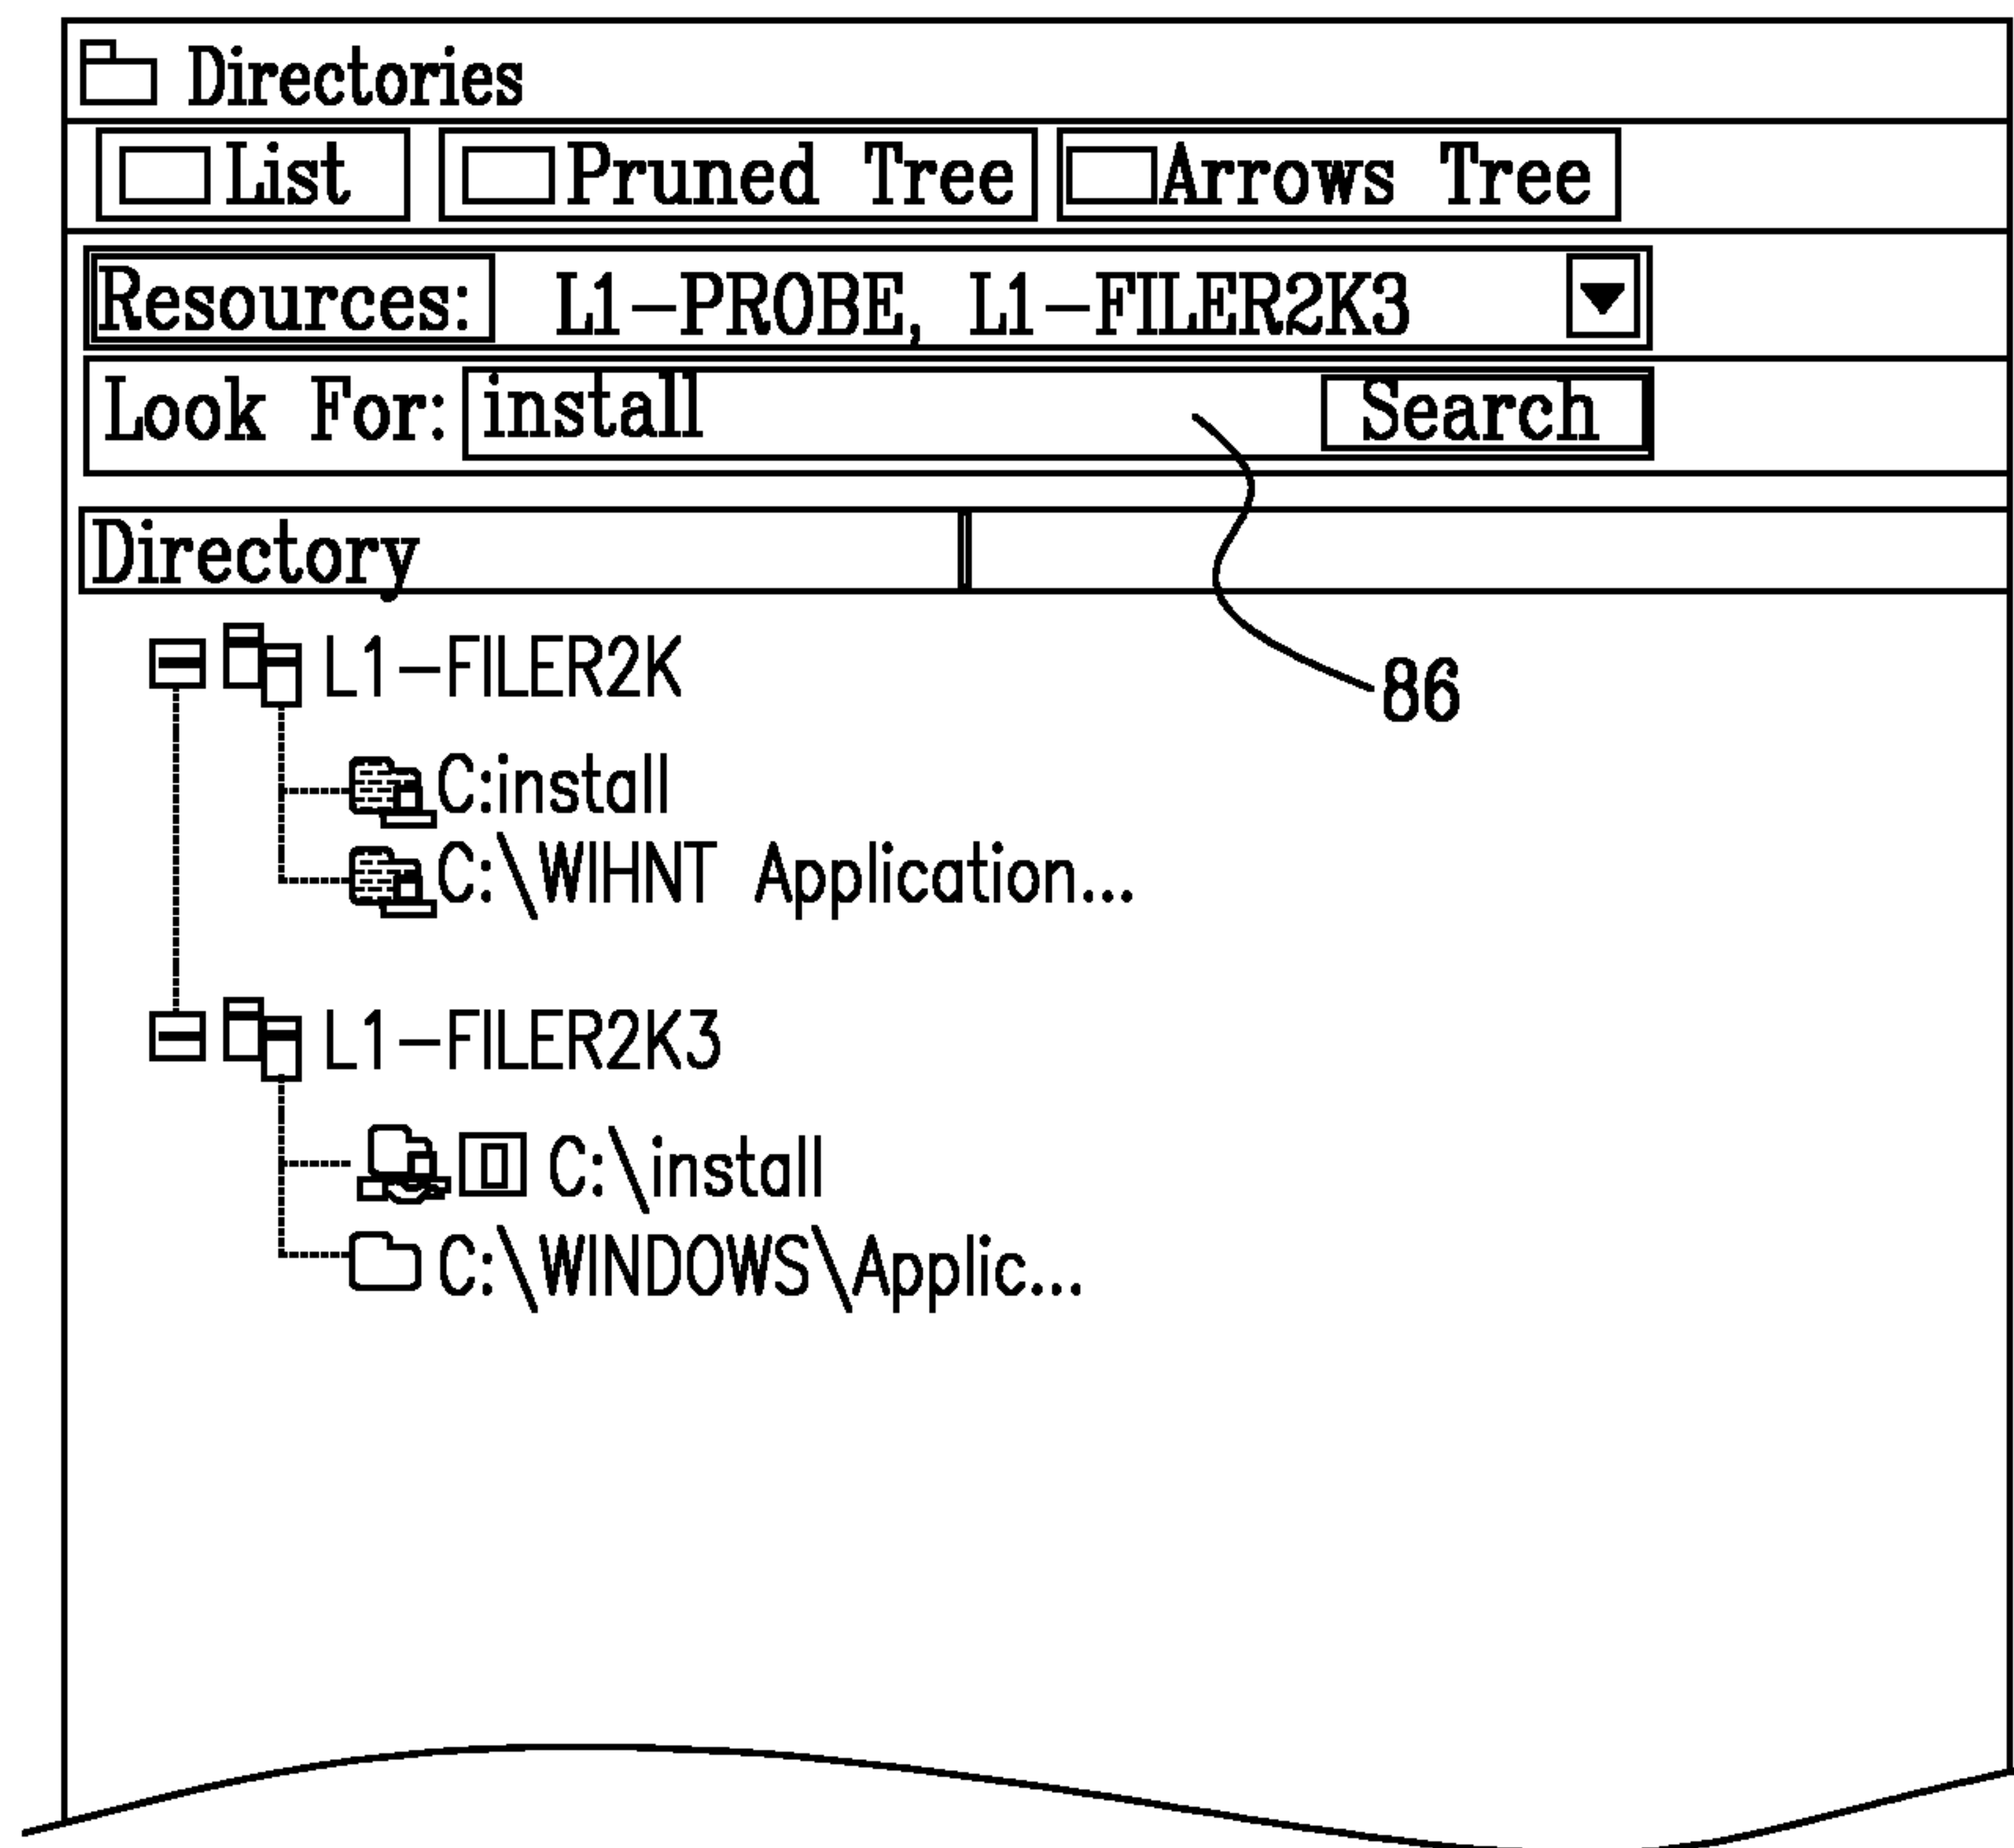 Directories
List Pruned Tree Arrows Tree
Resources: L1-PROBE, L1-FILER2K3
Look For: install Search
Directory
L1-FILER2K
86
C:install
C:\WIHNT Application...
L1-FILER2K3
C:\install
C:\WINDOWS\Applic...